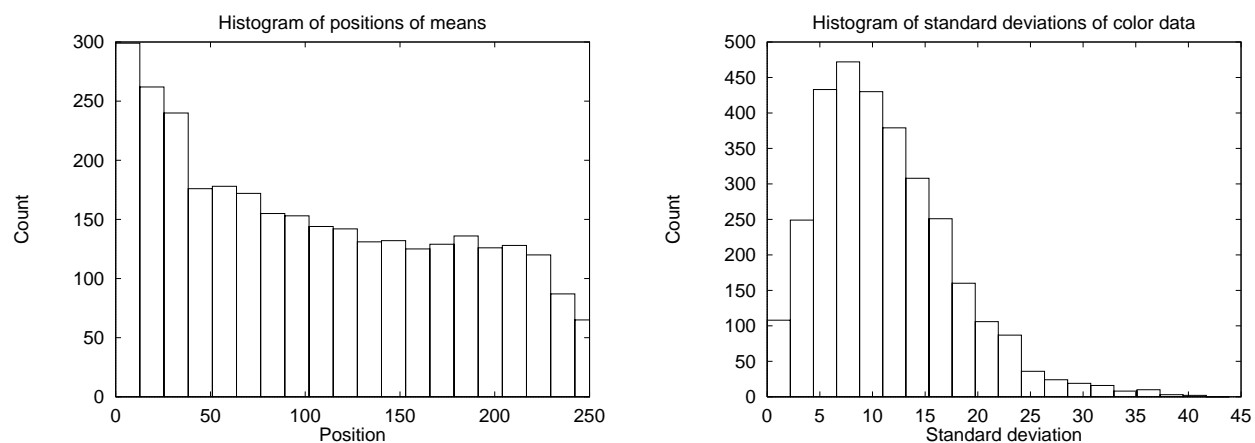 Histogram of positions of means
300
250
200
150
100
50
0
Count
0 50 100 150 200 250
Position
Histogram of standard deviations of color data
500
450
400
350
300
250
200
150
100
50
0
Count
0 5 10 15 20 25 30 35 40 45
Standard deviation